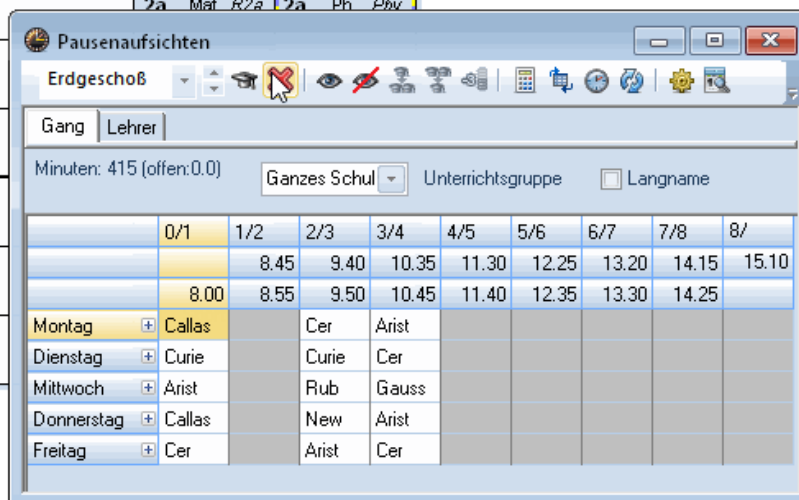 2a Mat R2a 2a Ph Phy
Pausenaufsichten
Erdgeschoß
Gang Lehrer
Minuten: 415 (offen:0.0) Ganzes Schul Unterrichtsgruppe Langname
0/1 1/2 2/3 3/4 4/5 5/6 6/7 7/8 8/
8.45 9.40 10.35 11.30 12.25 13.20 14.15 15.10
8.00 8.55 9.50 10.45 11.40 12.35 13.30 14.25
Montag Callas Cer Arist
Dienstag Curie Curie Cer
Mittwoch Arist Rub Gauss
Donnerstag Callas New Arist
Freitag Cer Arist Cer